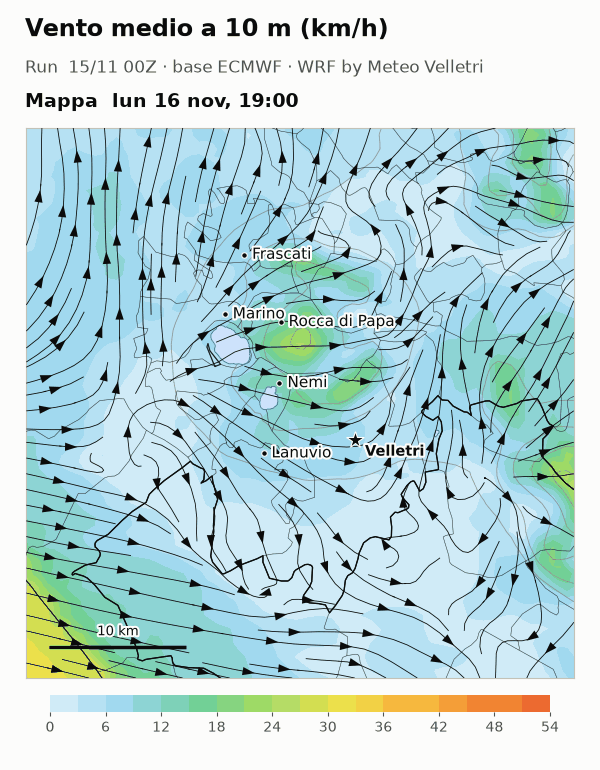 Vento medio a 10 m (km/h)
Run  15/11 00Z · base ECMWF · WRF by Meteo Velletri
Mappa  lun 16 nov, 19:00
Frascati
Marino
Rocca di Papa
Nemi
Velletri
Lanuvio
10 km
0 6 12 18 24 30 36 42 48 54